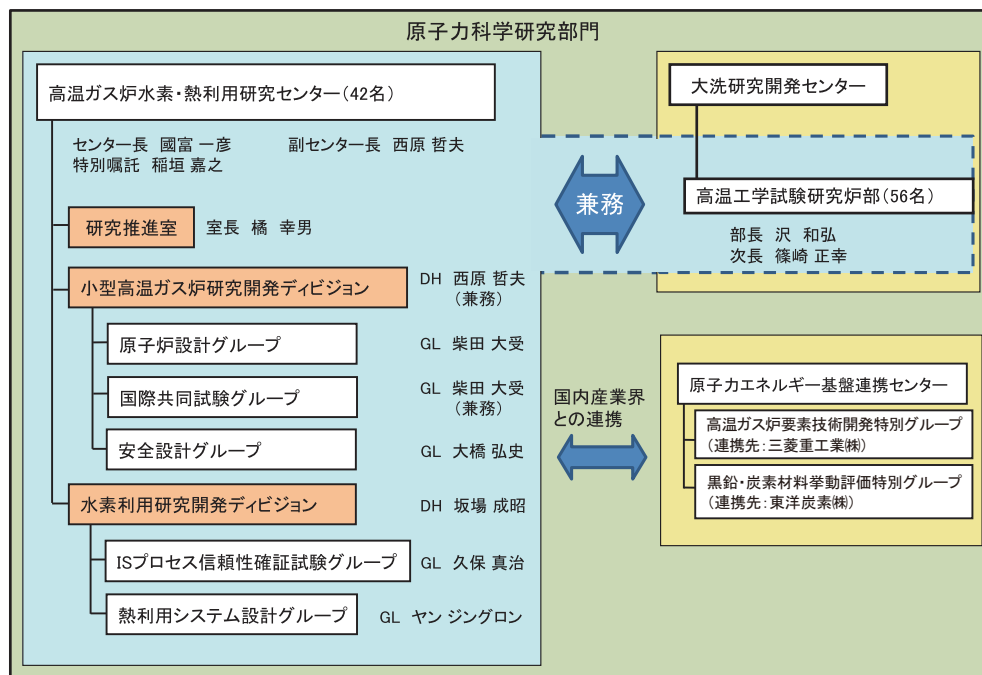 原子力科学研究部門
高温ガス炉水素・熱利用研究センター(42名)
センター長 國富 一彦 副センター長 西原 哲夫
特別嘱託 稲垣 嘉之
研究推進室 室長 橘 幸男
小型高温ガス炉研究開発ディビジョン DH 西原 哲夫
(兼務)
原子炉設計グループ GL 柴田 大受
国際共同試験グループ GL 柴田 大受
(兼務)
安全設計グループ GL 大橋 弘史
水素利用研究開発ディビジョン DH 坂場 成昭
ISプロセス信頼性確証試験グループ GL 久保 真治
熱利用システム設計グループ GL ヤン ジングロン
兼務
国内産業界
との連携
大洗研究開発センター
高温工学試験研究炉部(56名)
部長 沢 和弘
次長 篠崎 正幸
原子力エネルギー基盤連携センター
高温ガス炉要素技術開発特別グループ
(連携先:三菱重工業㈱)
黒鉛・炭素材料挙動評価特別グループ
(連携先:東洋炭素㈱)